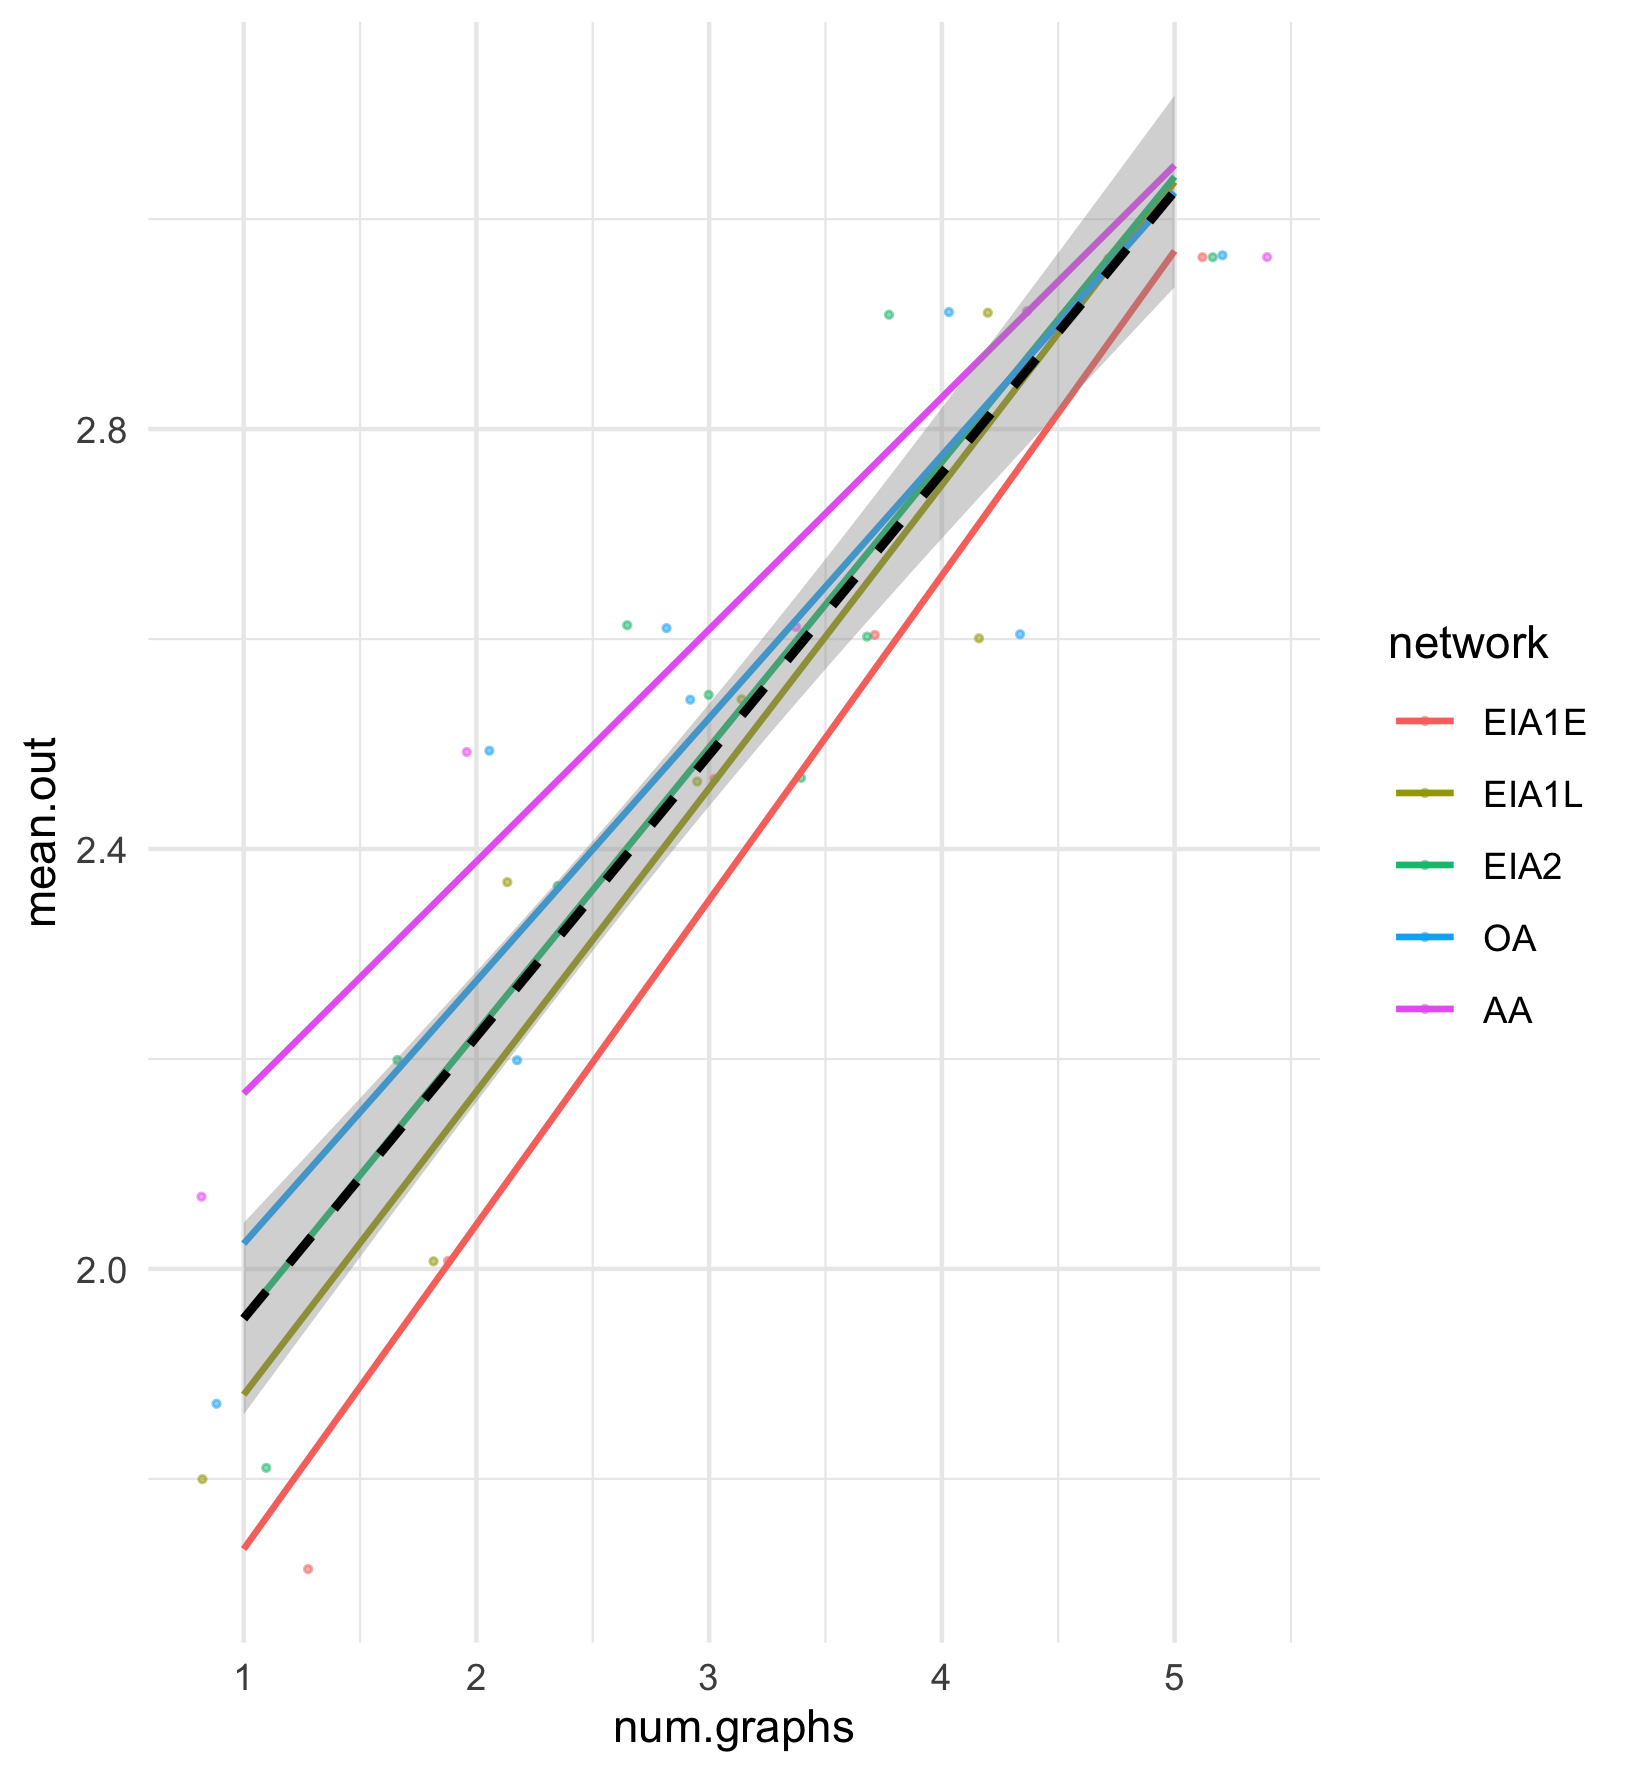 mean.out
2.8
2.4
2.0
1 2 3 4 5
num.graphs
network
EIA1E
EIA1L
EIA2
OA
AA